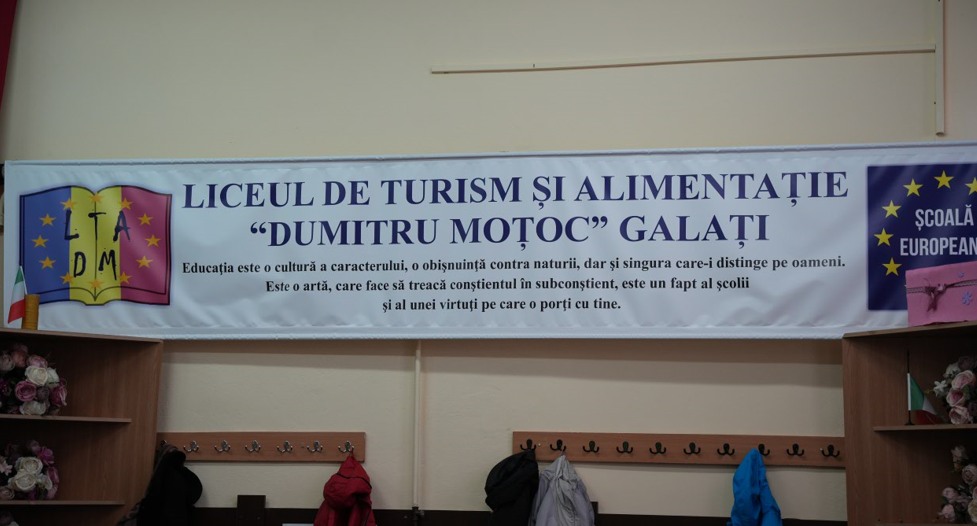 LTA
DM
LICEUL DE TURISM ȘI ALIMENTAȚIE
“DUMITRU MOȚOC” GALAȚI
Educația este o cultură a caracterului, o obișnuință contra naturii, dar și singura care-i distinge pe oameni.
Este o artă, care face să treacă conștientul în subconștient, este un fapt al școlii
și al unei virtuți pe care o porți cu tine.
ȘCOALĂ
EUROPEAN